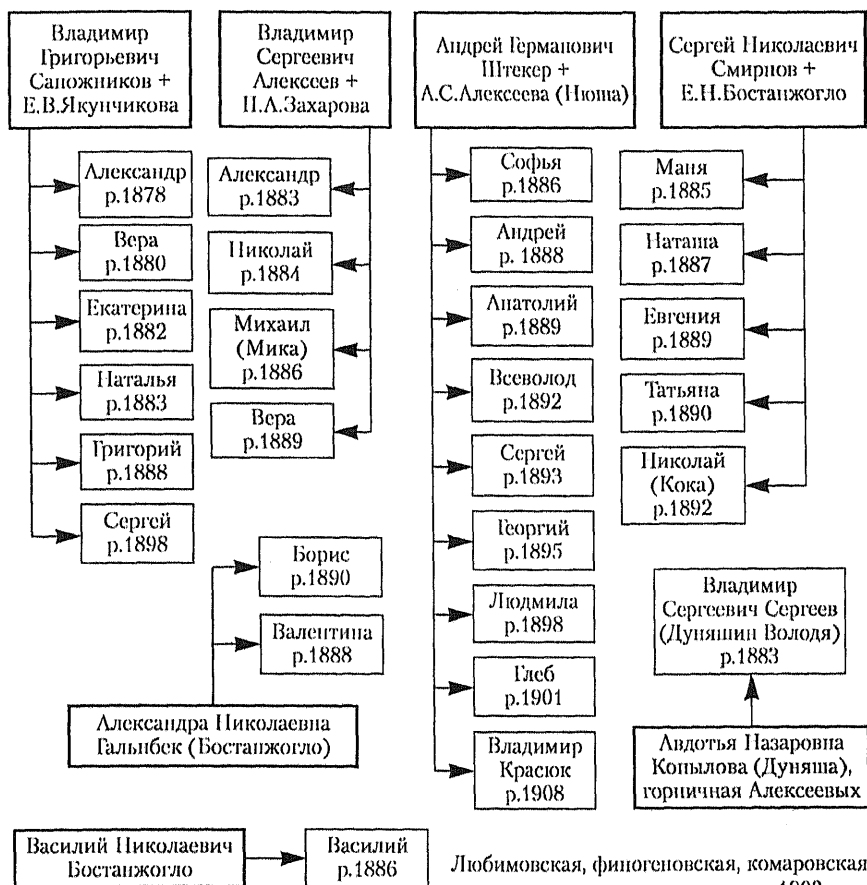 Владимир
Григорьевич
Сапожников +
Е.В.Якунчикова
Александр
р.1878
Вера
р.1880
Екатерина
р.1882
Наталья
р.1883
Григорий
р.1888
Сергей
р.1898
Владимир
Сергеевич
Алексеев +
П.А.Захарова
Александр
р.1883
Николай
р.1884
Михаил
(Мика)
р.1886
Вера
р.1889
Андрей Германович
Штекер +
А.С.Алексеева (Нюша)
Софья
р.1886
Андрей
р. 1888
Анатолий
р.1889
Всеволод
р.1892
Сергей
р.1893
Георгий
р.1895
Людмила
р.1898
Глеб
р.1901
Владимир
Красюк
р.1908
Сергей Николаевич
Смирнов +
Е.Н.Бостанжогло
Маня
р.1885
Наташа
р.1887
Евгения
р.1889
Татьяна
р.1890
Николай
(Кока)
р.1892
Борис
р.1890
Валентина
р.1888
Александра Николаевна
Гальнбек (Бостанжогло)
Владимир
Сергеевич Сергеев
(Дуняшин Володя)
р.1883
Авдотья Назаровна
Копылова (Дуняша),
горничная Алексеевых
Василий Николаевич
Бостанжогло
Василий
р.1886
Любимовская, финогеновская, комаровская